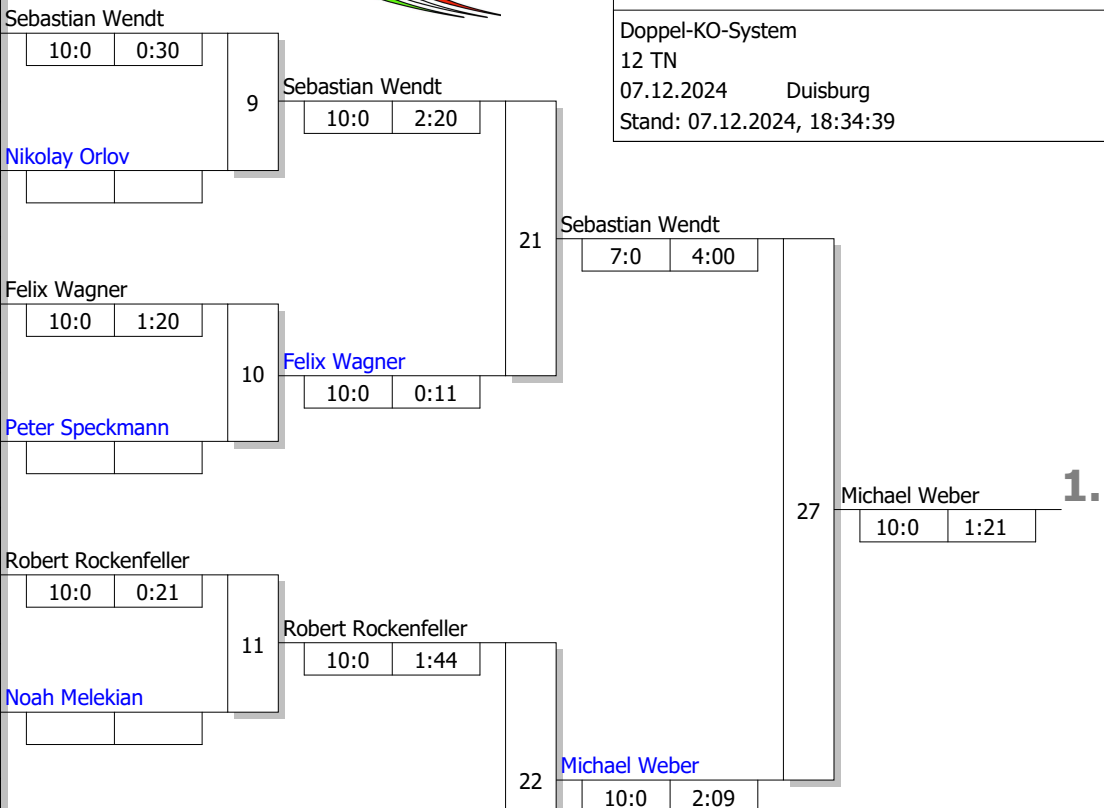 Doppel-KO-System
12 TN
07.12.2024 Duisburg
Stand: 07.12.2024, 18:34:39
Sebastian Wendt
10:0 0:30
9
Nikolay Orlov
Sebastian Wendt
10:0 2:20
21
Felix Wagner
10:0 1:20
10
Peter Speckmann
Felix Wagner
10:0 0:11
Sebastian Wendt
7:0 4:00
27
Michael Weber
10:0 1:21
1.
Robert Rockenfeller
10:0 0:21
11
Noah Melekian
Robert Rockenfeller
10:0 1:44
22
Michael Weber
10:0 2:09